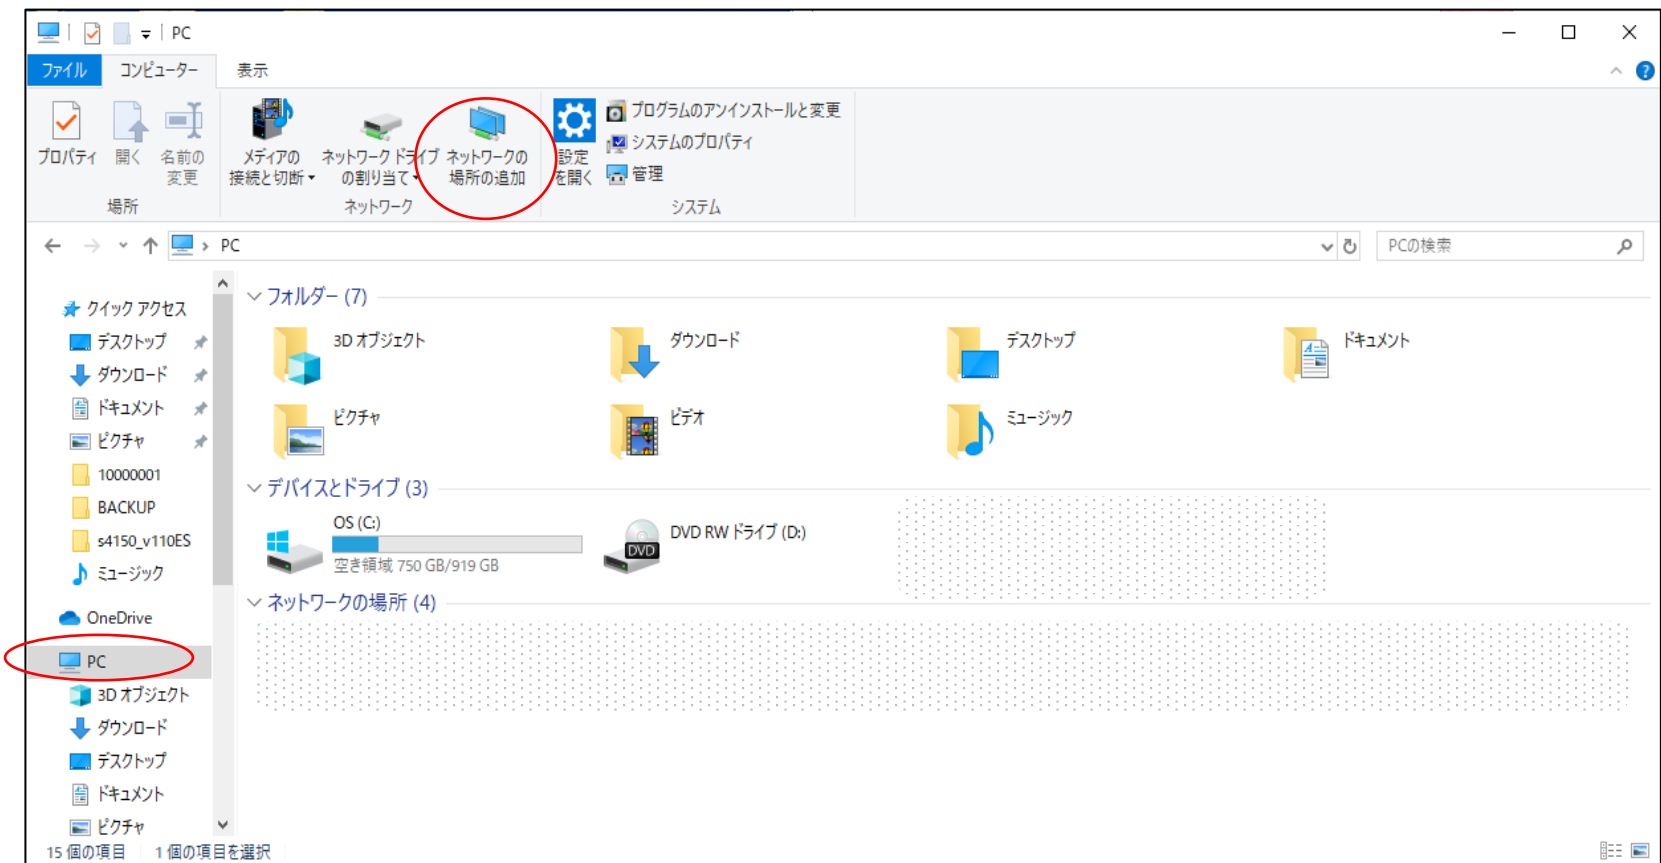 PC
ファイル
コンピューター
表示
プロパティ
開く
名前の
変更
場所
メディアの
接続と切断
ネットワーク ドライブ
の割り当て
ネットワークの
場所の追加
ネットワーク
設定
を開く
プログラムのアンインストールと変更
システムのプロパティ
管理
システム
PC
PCの検索
クイック アクセス
デスクトップ
ダウンロード
ドキュメント
ピクチャ
10000001
BACKUP
s4150_v110ES
ミュージック
OneDrive
PC
3D オブジェクト
ダウンロード
デスクトップ
ドキュメント
ピクチャ
フォルダー (7)
3D オブジェクト
ダウンロード
デスクトップ
ドキュメント
ピクチャ
ビデオ
ミュージック
デバイスとドライブ (3)
OS (C:)
空き領域 750 GB/919 GB
DVD
DVD RW ドライブ (D:)
ネットワークの場所 (4)
15 個の項目
1 個の項目を選択